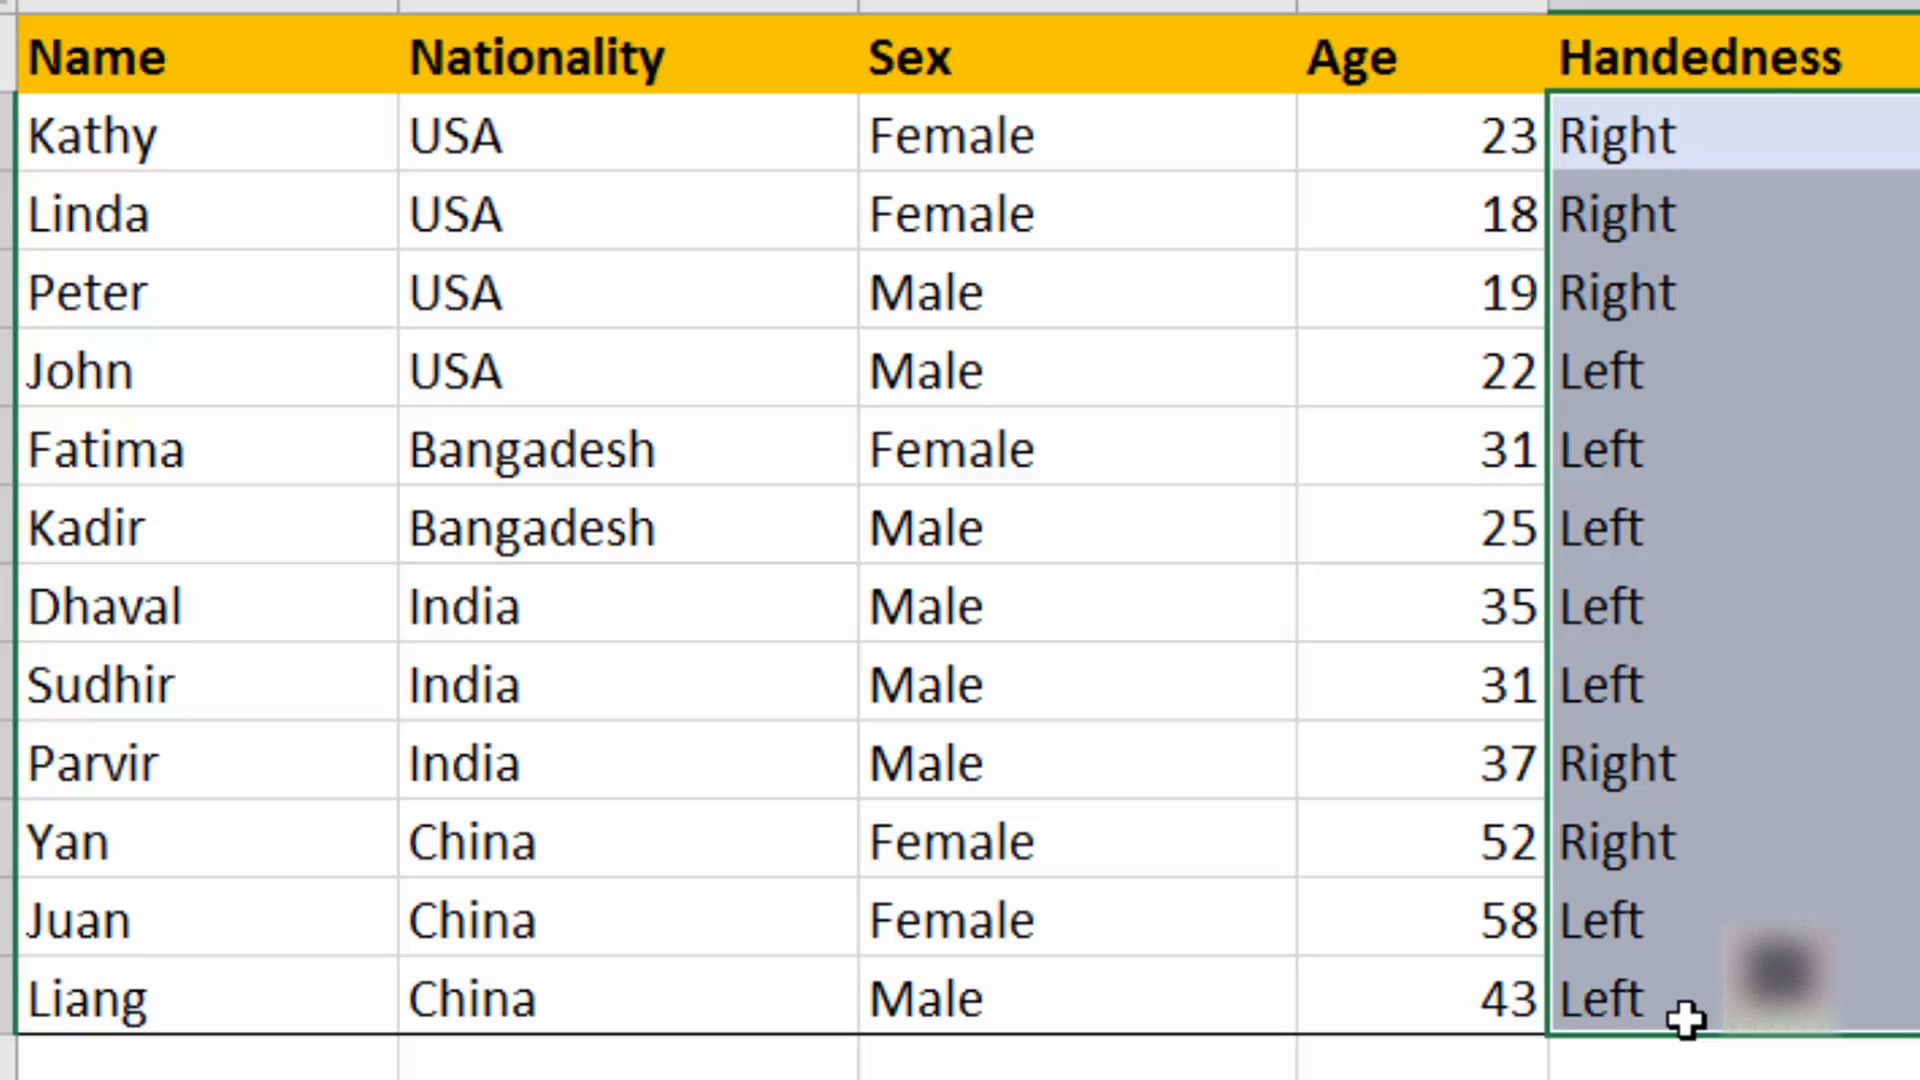 Name Nationality Sex Age Handedness
Kathy USA Female 23 Right
Linda USA Female 18 Right
Peter USA Male 19 Right
John USA Male 22 Left
Fatima Bangadesh Female 31 Left
Kadir Bangadesh Male 25 Left
Dhaval India Male 35 Left
Sudhir India Male 31 Left
Parvir India Male 37 Right
Yan China Female 52 Right
Juan China Female 58 Left
Liang China Male 43 Left